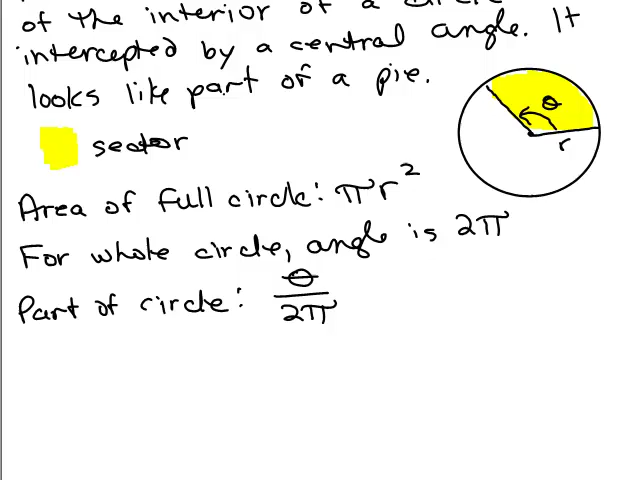 of the interior of a circle
intercepted by a central angle. It
looks like part of a pie.
sector
θ
r
Area of full circle: πr²
For whole circle, angle is 2π
Part of circle: θ/2π